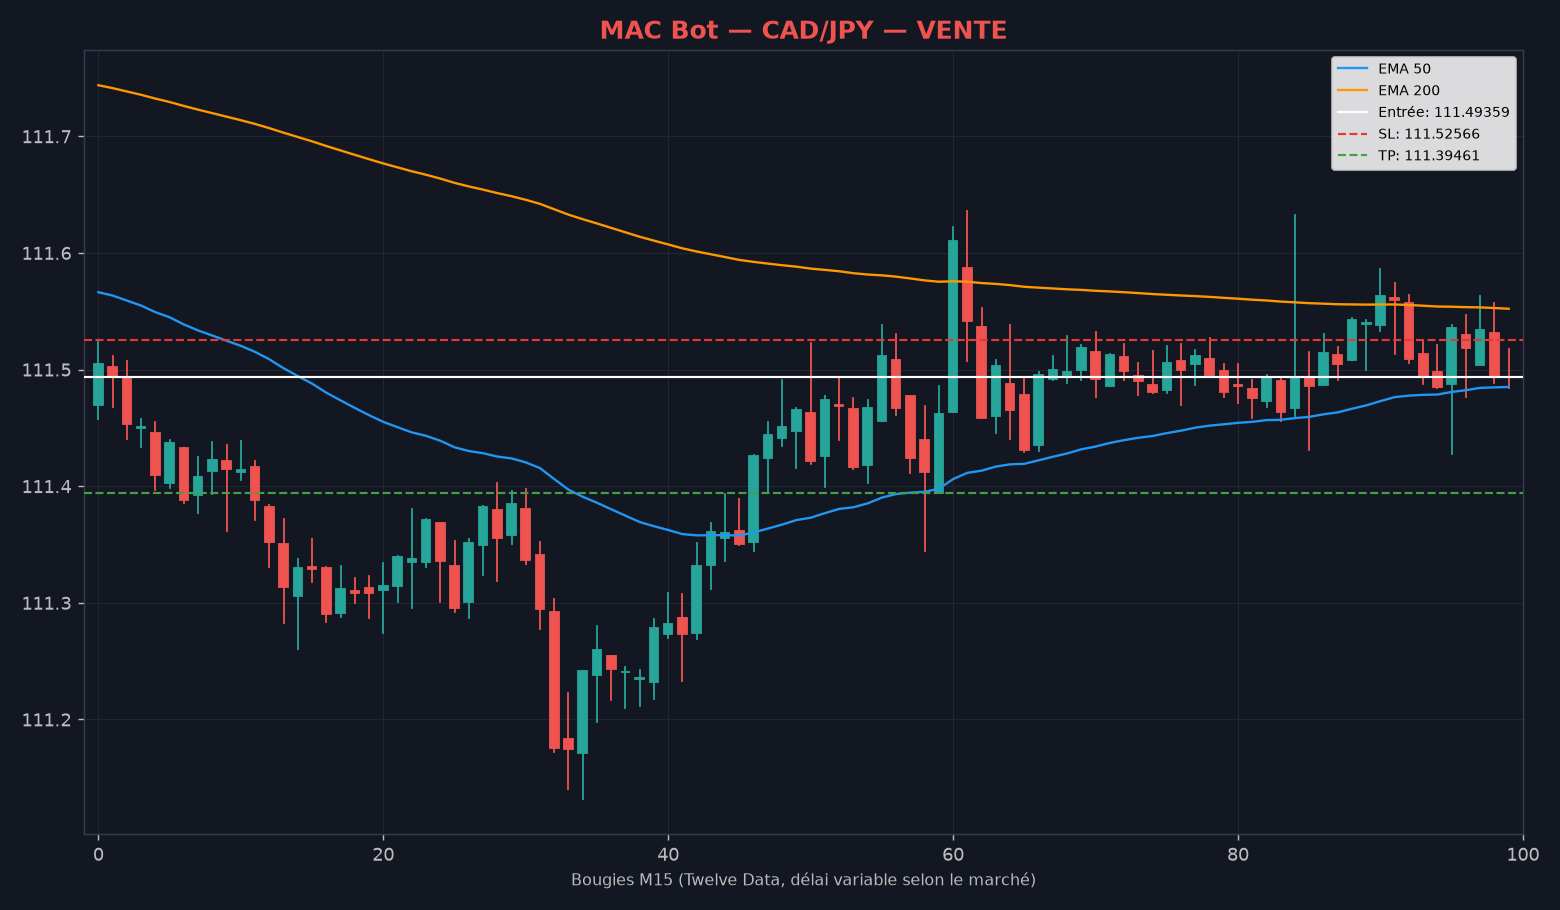 MAC Bot — CAD/JPY — VENTE
EMA 50
EMA 200
Entrée: 111.49359
SL: 111.52566
TP: 111.39461
111.7
111.6
111.5
111.4
111.3
111.2
0
20
40
60
80
100
Bougies M15 (Twelve Data, délai variable selon le marché)